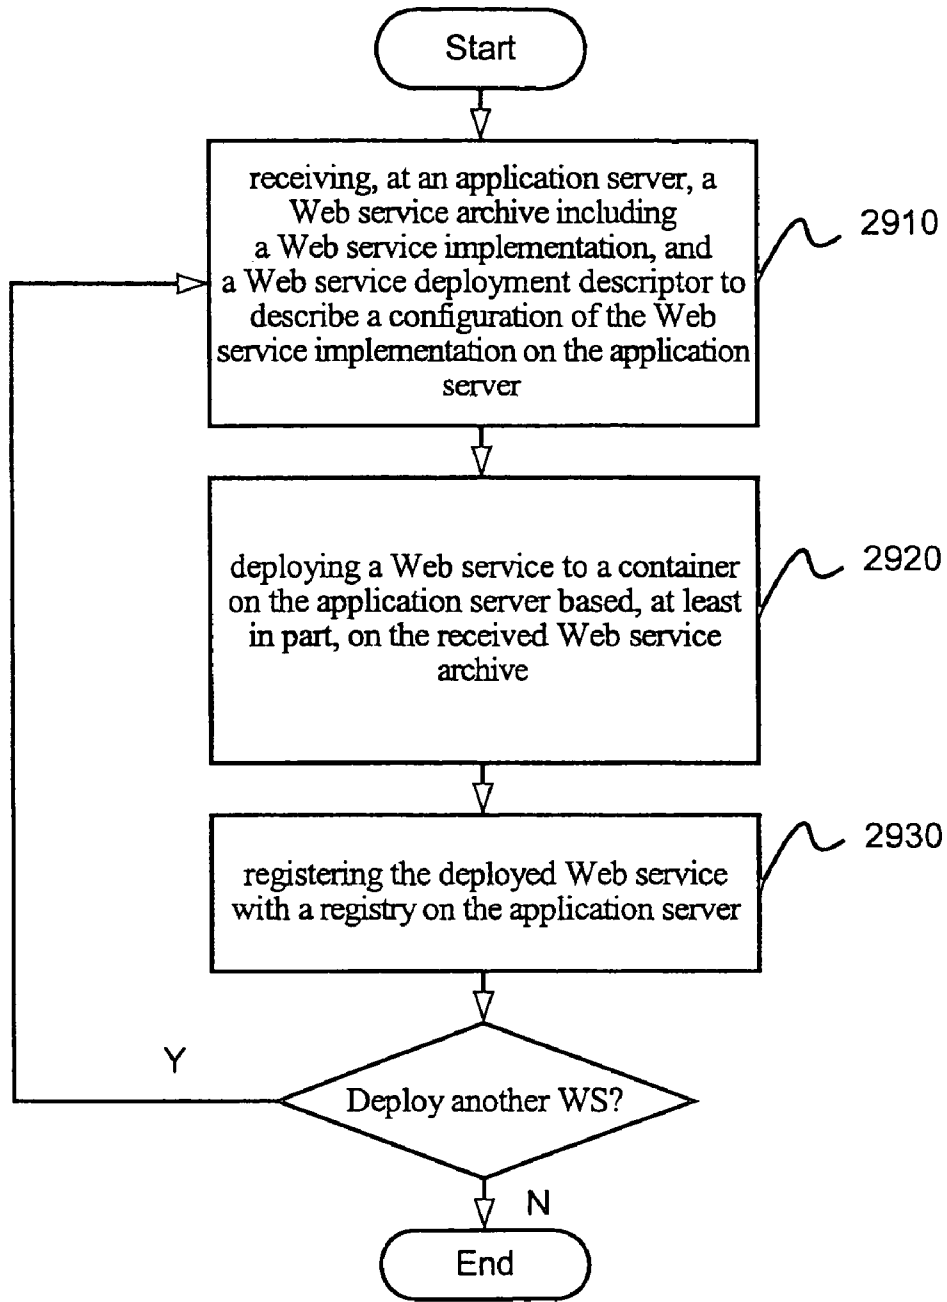 Start
receiving, at an application server, a
Web service archive including
a Web service implementation, and
a Web service deployment descriptor to
describe a configuration of the Web
service implementation on the application
server
2910
deploying a Web service to a container
on the application server based, at least
in part, on the received Web service
archive
2920
registering the deployed Web service
with a registry on the application server
2930
Y
Deploy another WS?
N
End